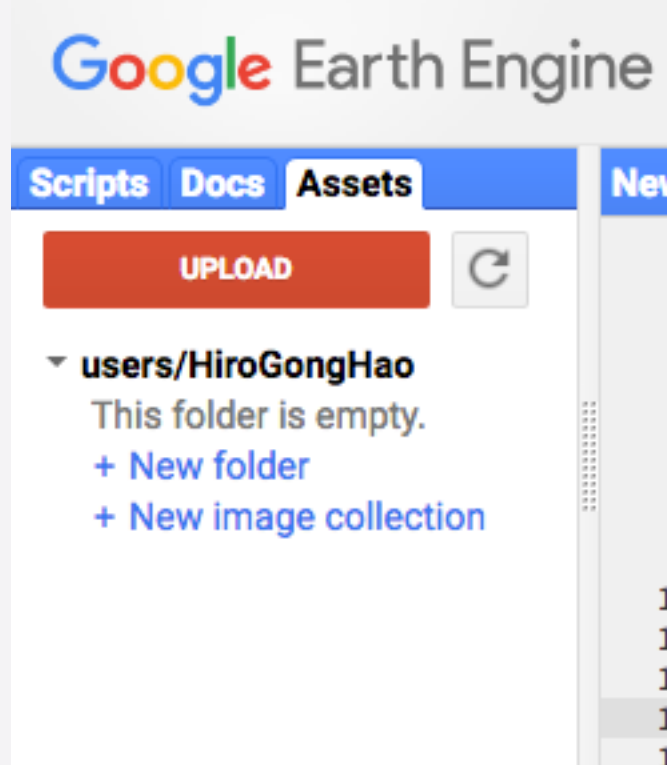 Google Earth Engine
Scripts Docs Assets
UPLOAD
users/HiroGongHao
This folder is empty.
+ New folder
+ New image collection